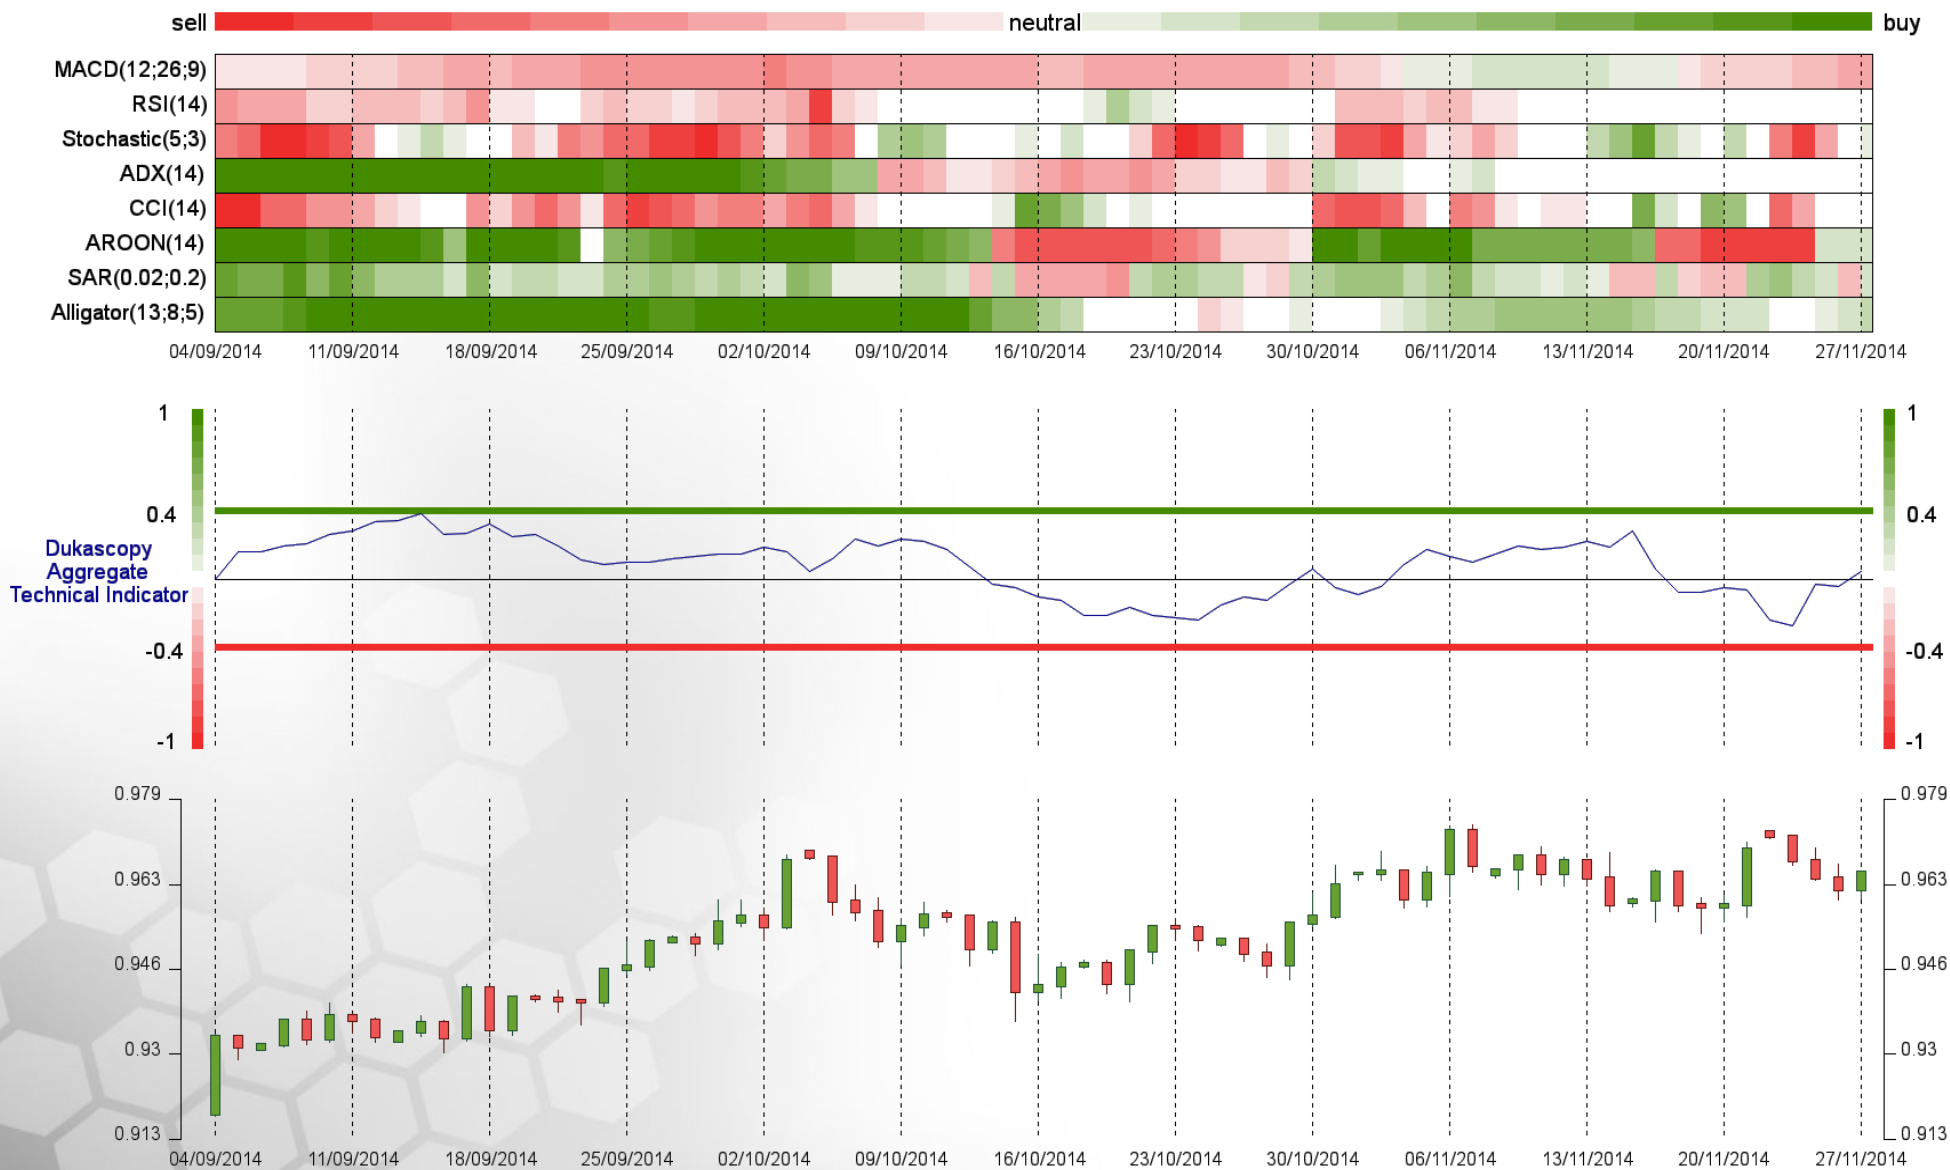 sell neutral buy
MACD(12;26;9)
RSI(14)
Stochastic(5;3)
ADX(14)
CCI(14)
AROON(14)
SAR(0.02;0.2)
Alligator(13;8;5)
04/09/2014 11/09/2014 18/09/2014 25/09/2014 02/10/2014 09/10/2014 16/10/2014 23/10/2014 30/10/2014 06/11/2014 13/11/2014 20/11/2014 27/11/2014
1 1
0.4 0.4
Dukascopy
Aggregate
Technical Indicator
-0.4 -0.4
-1 -1
0.979 0.979
0.963 0.963
0.946 0.946
0.93 0.93
0.913 0.913
04/09/2014 11/09/2014 18/09/2014 25/09/2014 02/10/2014 09/10/2014 16/10/2014 23/10/2014 30/10/2014 06/11/2014 13/11/2014 20/11/2014 27/11/2014